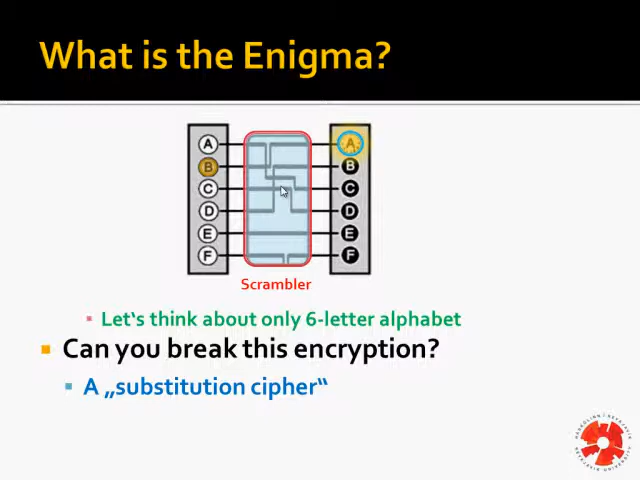 What is the Enigma?
A A
B B
C C
D D
E E
F F
Scrambler
Let's think about only 6-letter alphabet
Can you break this encryption?
A „substitution cipher“